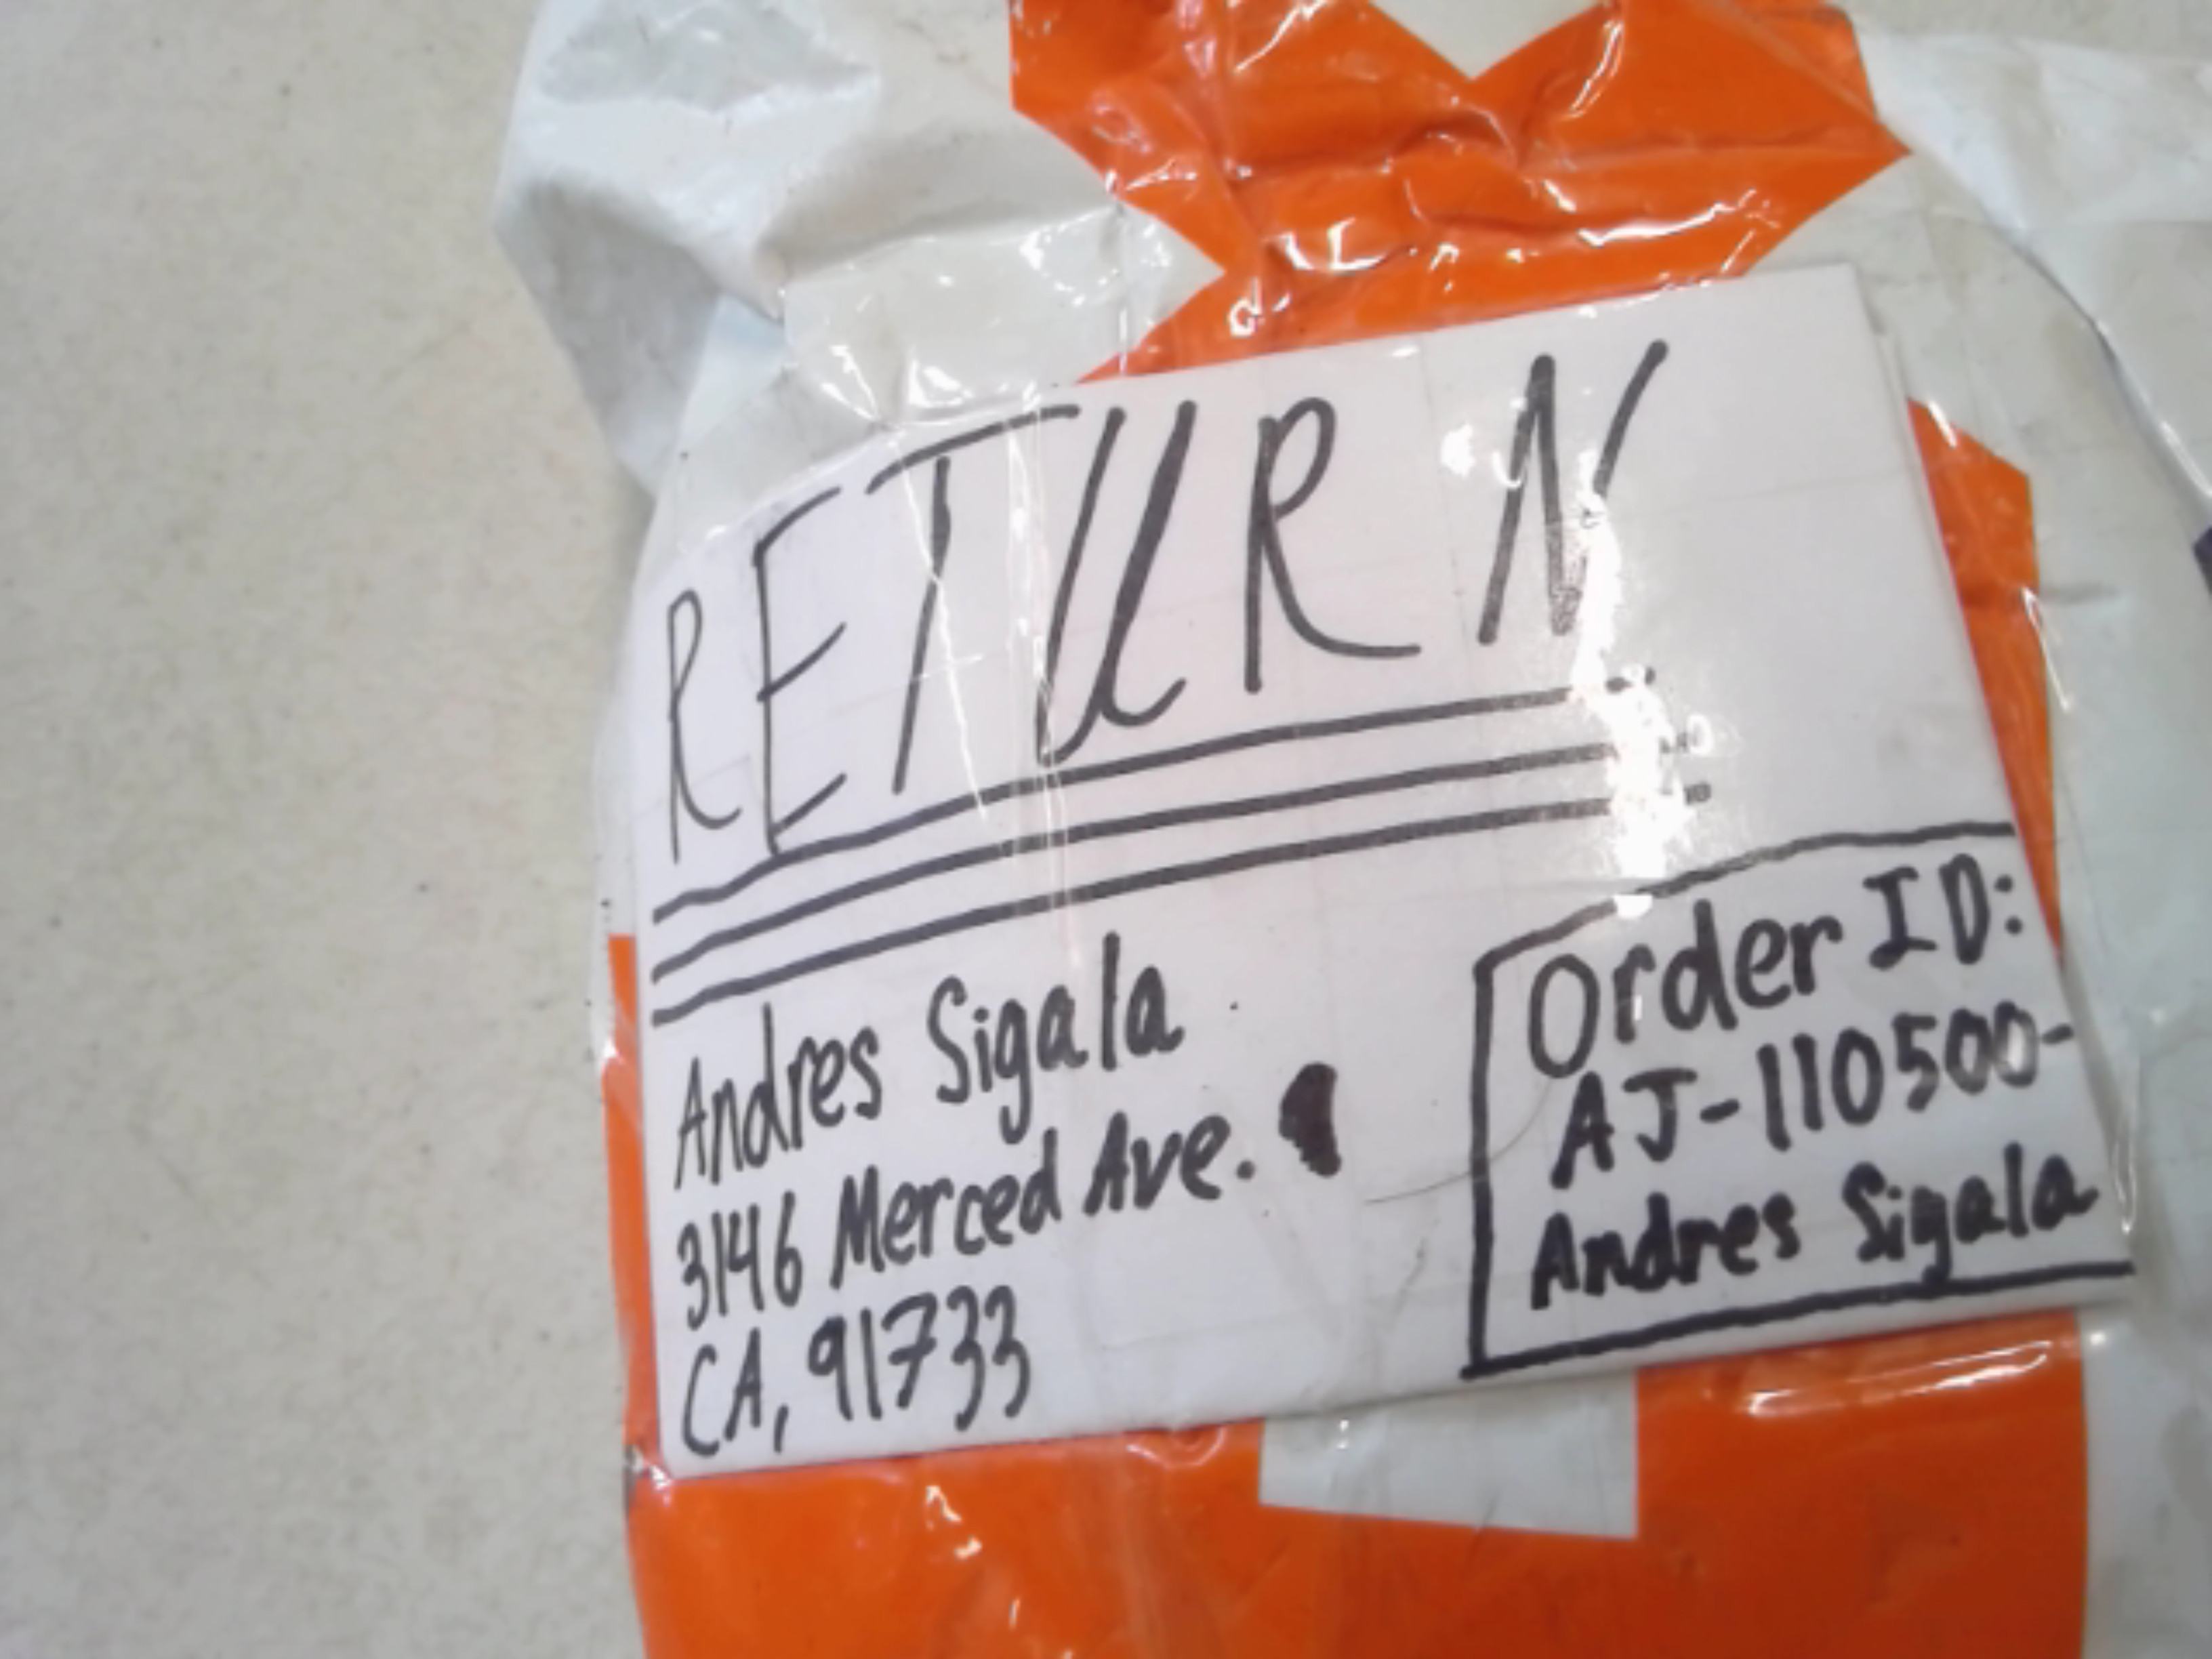 RETURN
Andres Sigala
3146 Merced Ave.
CA, 91733
Order ID:
AJ-110500-
Andres Sigala